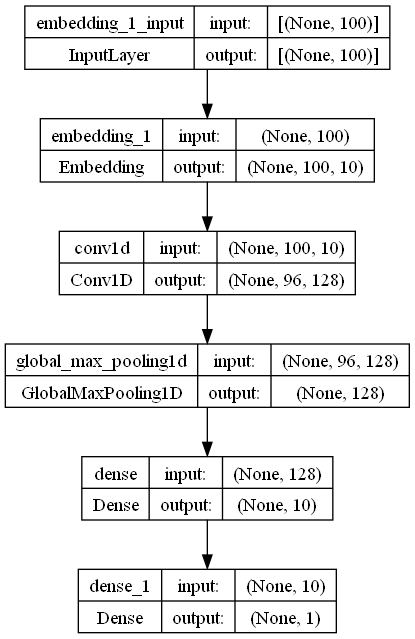 embedding_1_input input: [(None, 100)]
InputLayer output: [(None, 100)]
embedding_1 input: (None, 100)
Embedding output: (None, 100, 10)
conv1d input: (None, 100, 10)
Conv1D output: (None, 96, 128)
global_max_pooling1d input: (None, 96, 128)
GlobalMaxPooling1D output: (None, 128)
dense input: (None, 128)
Dense output: (None, 10)
dense_1 input: (None, 10)
Dense output: (None, 1)